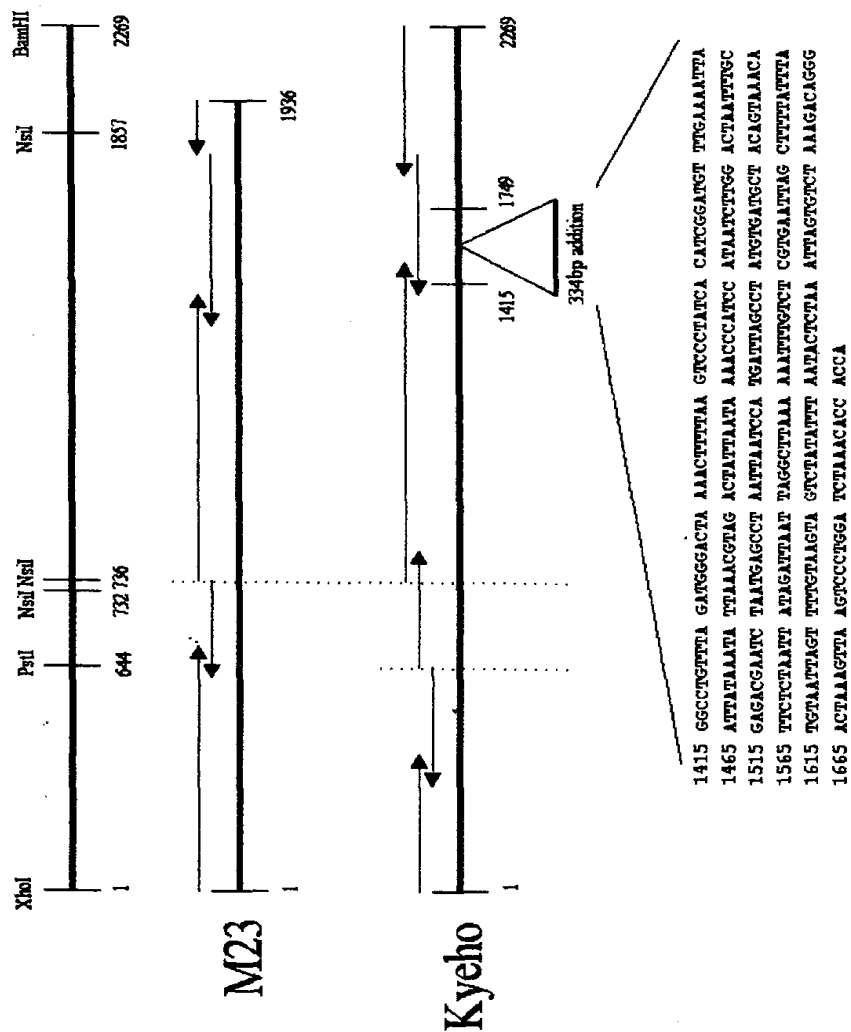 XhoI PstI NsiI NsiI NsiI BamHI
1 644 732 736 1857 2269
M23
1 1936
Kyeho
1 1415 1749 2269
334bp addition
1415 GGCCTGTTTA GATGGGACTA AAACTTTTAA GTCCCTATCA CATCGGATGT TTGAAAATTA
1465 ATTATAAATA TTAAACGTAG ACTATTAATA AAACCCATCC ATAATCTTGG ACTAATTTGC
1515 GAGACGAATC TAATGAGCCT AATTAATCCA TGATTAGCCT ATGTGATGCT ACAGTAAACA
1565 TTCTCTAATT ATAGATTAAT TAGGCTTAAA AAATTTGTCT CGTGAATTAG CTTTTATTTA
1615 TGTAATTAGT TTTGTAAGTA GTCTATATTT AATACTCTAA ATTAGTGTCT AAAGACAGGG
1665 ACTAAAGTTA AGTCCCTGGA TCTAAACACC ACCA